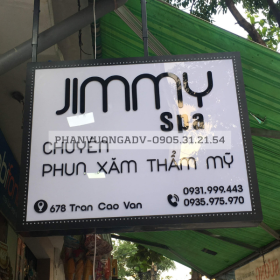 JIMMY
Spa
PHANVUONGADV-0905.31.21.54
CHUYÊN
PHUN XĂM THẨM MỸ
0931.999.443
678 Tran Cao Van
0935.975.970